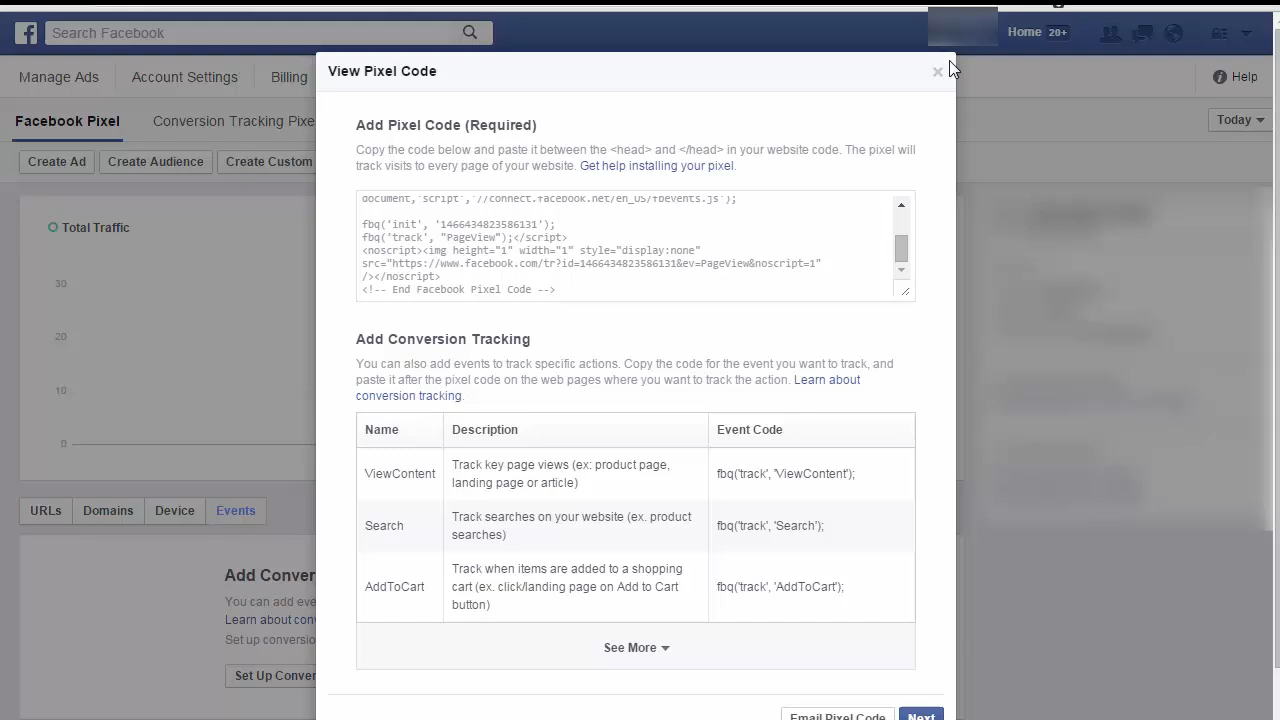 Search Facebook
Home 20+
Manage Ads
Account Settings
Billing
Help
View Pixel Code
×
Facebook Pixel
Conversion Tracking Pixe
Today
Create Ad
Create Audience
Create Custom
Add Pixel Code (Required)
Copy the code below and paste it between the <head> and </head> in your website code. The pixel will
track visits to every page of your website. Get help installing your pixel.
document,'script','//connect.facebook.net/en_US/fbevents.js');
fbq('init', '1466434823586131');
fbq('track', "PageView");</script>
<noscript><img height="1" width="1" style="display:none"
src="https://www.facebook.com/tr?id=1466434823586131&ev=PageView&noscript=1"
/></noscript>
<!-- End Facebook Pixel Code -->
Total Traffic
30
20
10
0
Add Conversion Tracking
You can also add events to track specific actions. Copy the code for the event you want to track, and
paste it after the pixel code on the web pages where you want to track the action. Learn about
conversion tracking.
Name
Description
Event Code
ViewContent
Track key page views (ex: product page,
landing page or article)
fbq('track', 'ViewContent');
Search
Track searches on your website (ex. product
searches)
fbq('track', 'Search');
AddToCart
Track when items are added to a shopping
cart (ex. click/landing page on Add to Cart
button)
fbq('track', 'AddToCart');
See More
URLs
Domains
Device
Events
Add Conver
You can add eve
Learn about con
Set up conversio
Set Up Conver
Email Pixel Code
Next